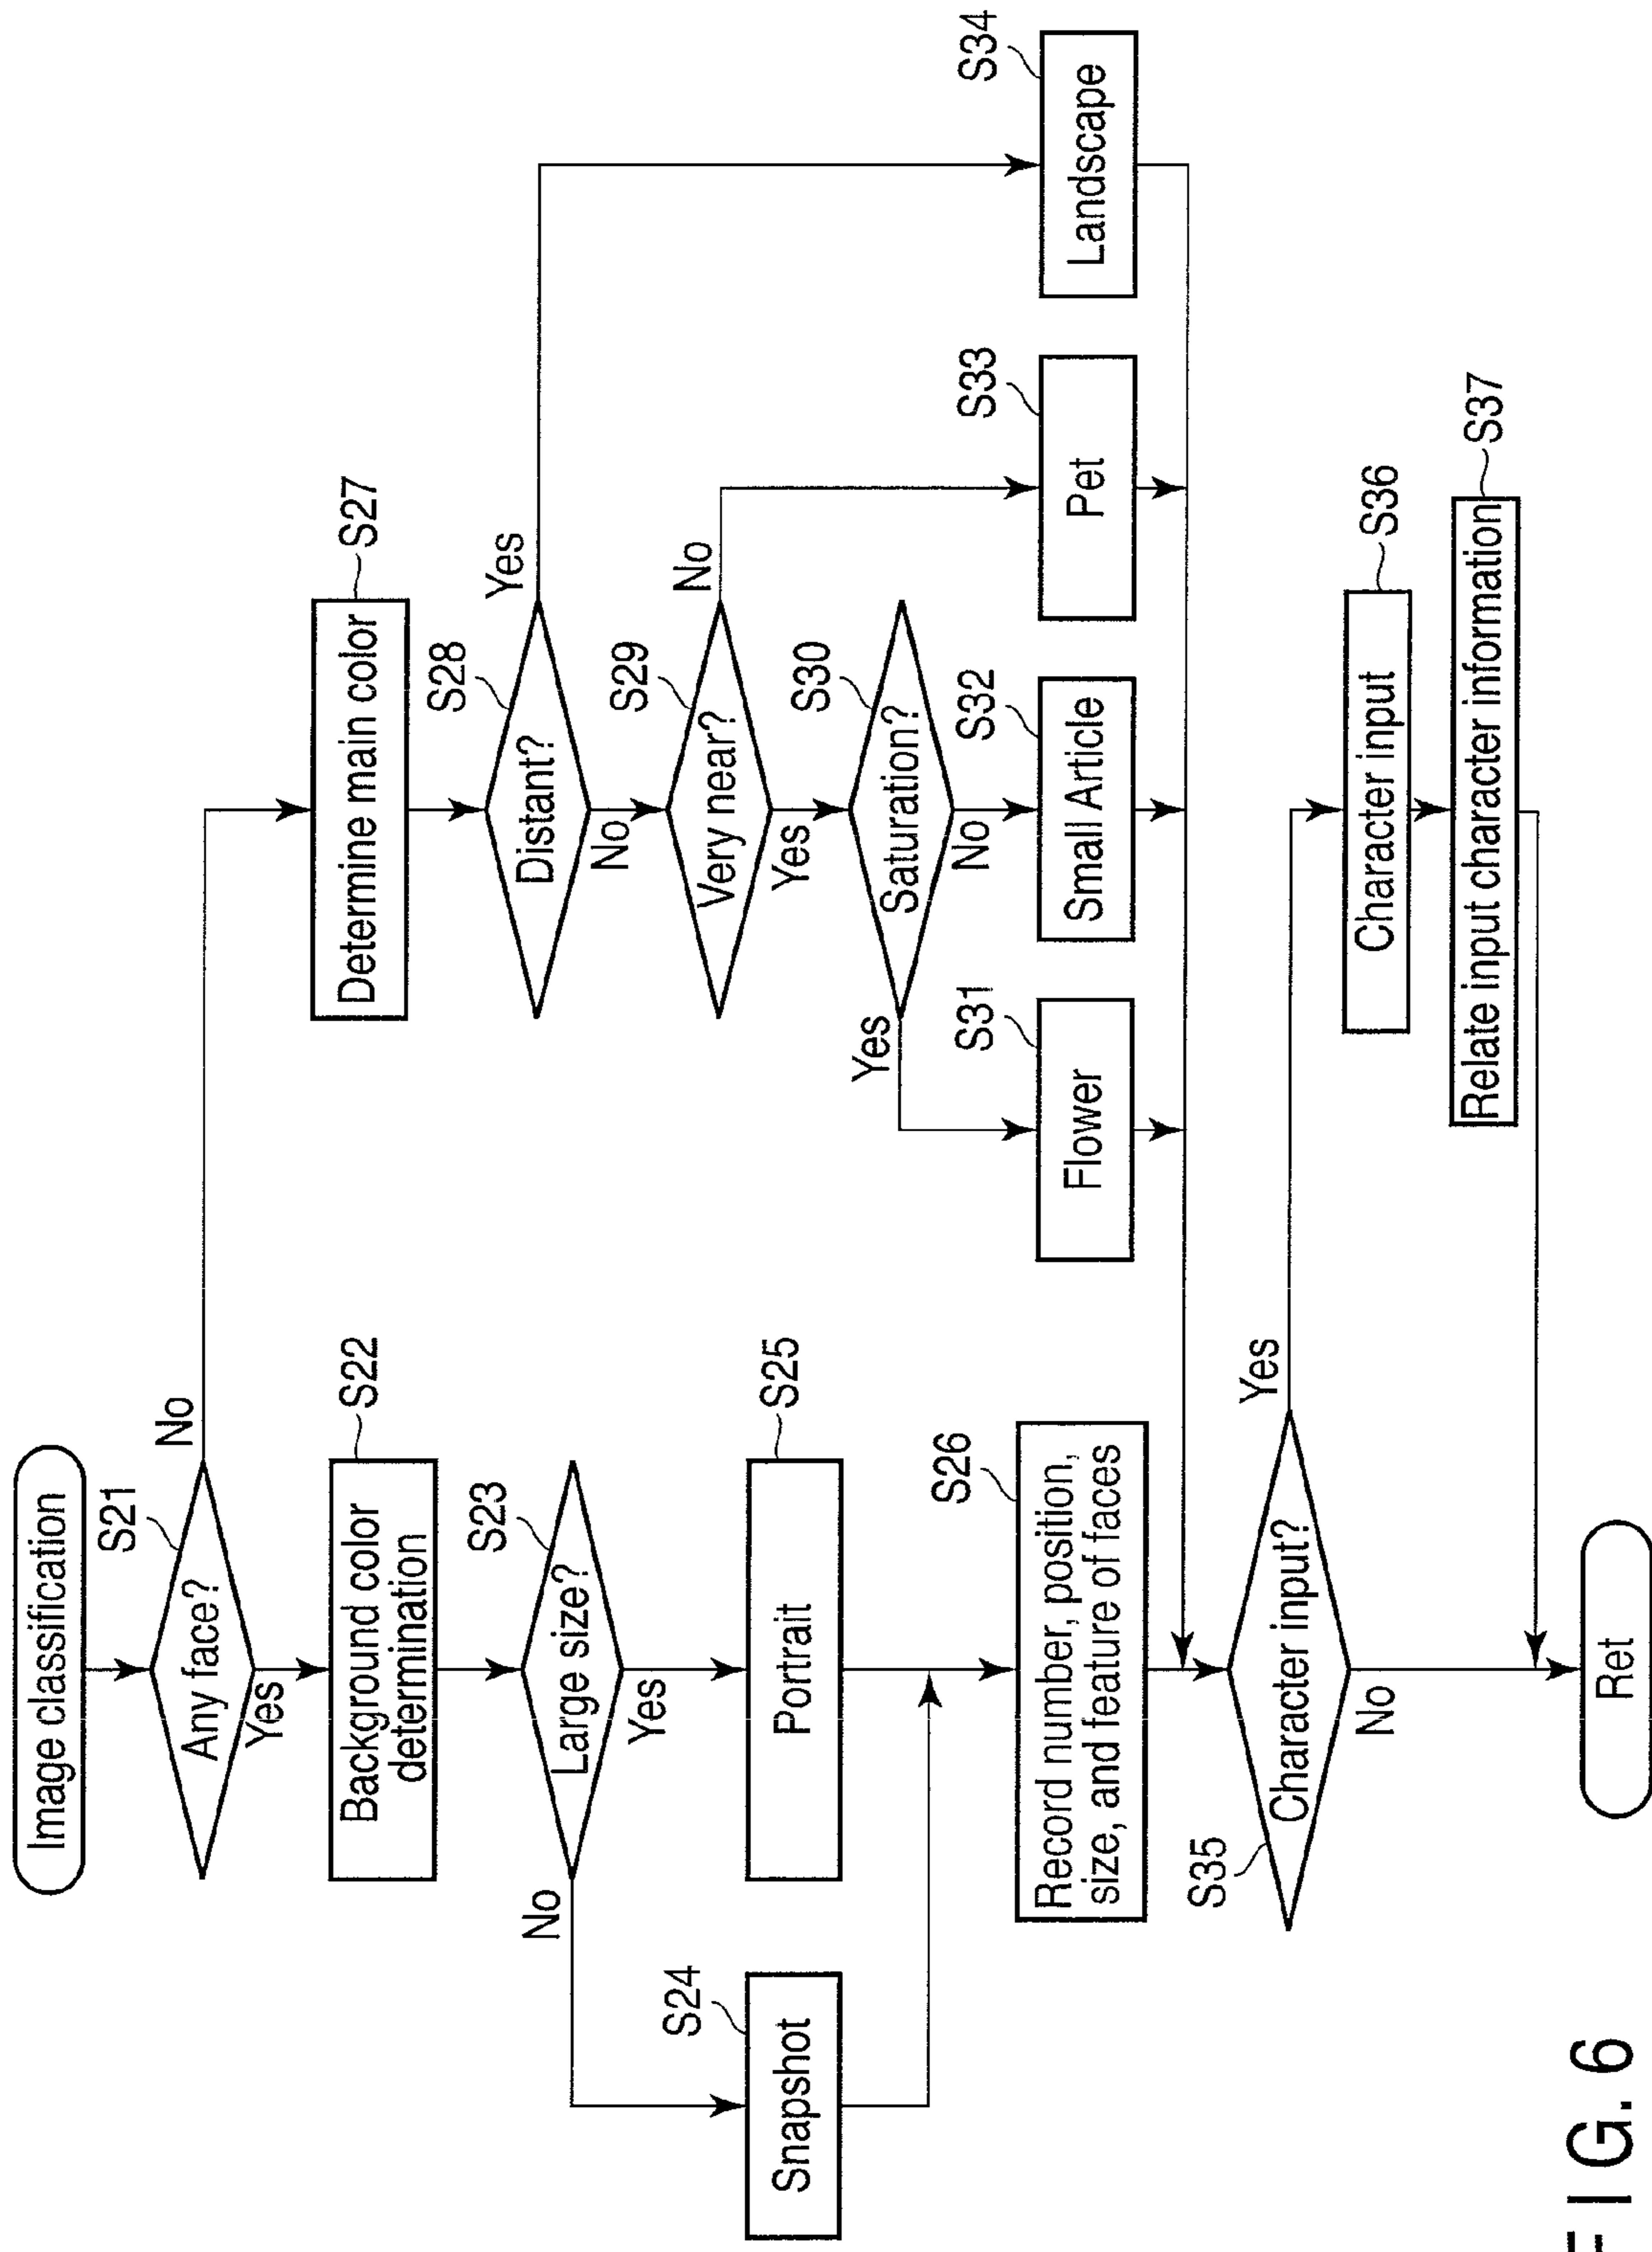 Image classification
S21
Any face?
No
Yes
S22
Background color
determination
S23
Large size?
No
Yes
S24
Snapshot
S25
Portrait
S26
Record number, position,
size, and feature of faces
S27
Determine main color
S28
Distant?
Yes
No
S29
Very near?
No
Yes
S30
Saturation?
Yes
No
S31
Flower
S32
Small Article
S33
Pet
S34
Landscape
S35
Character input?
Yes
No
S36
Character input
S37
Relate input character information
Ret
FIG. 6